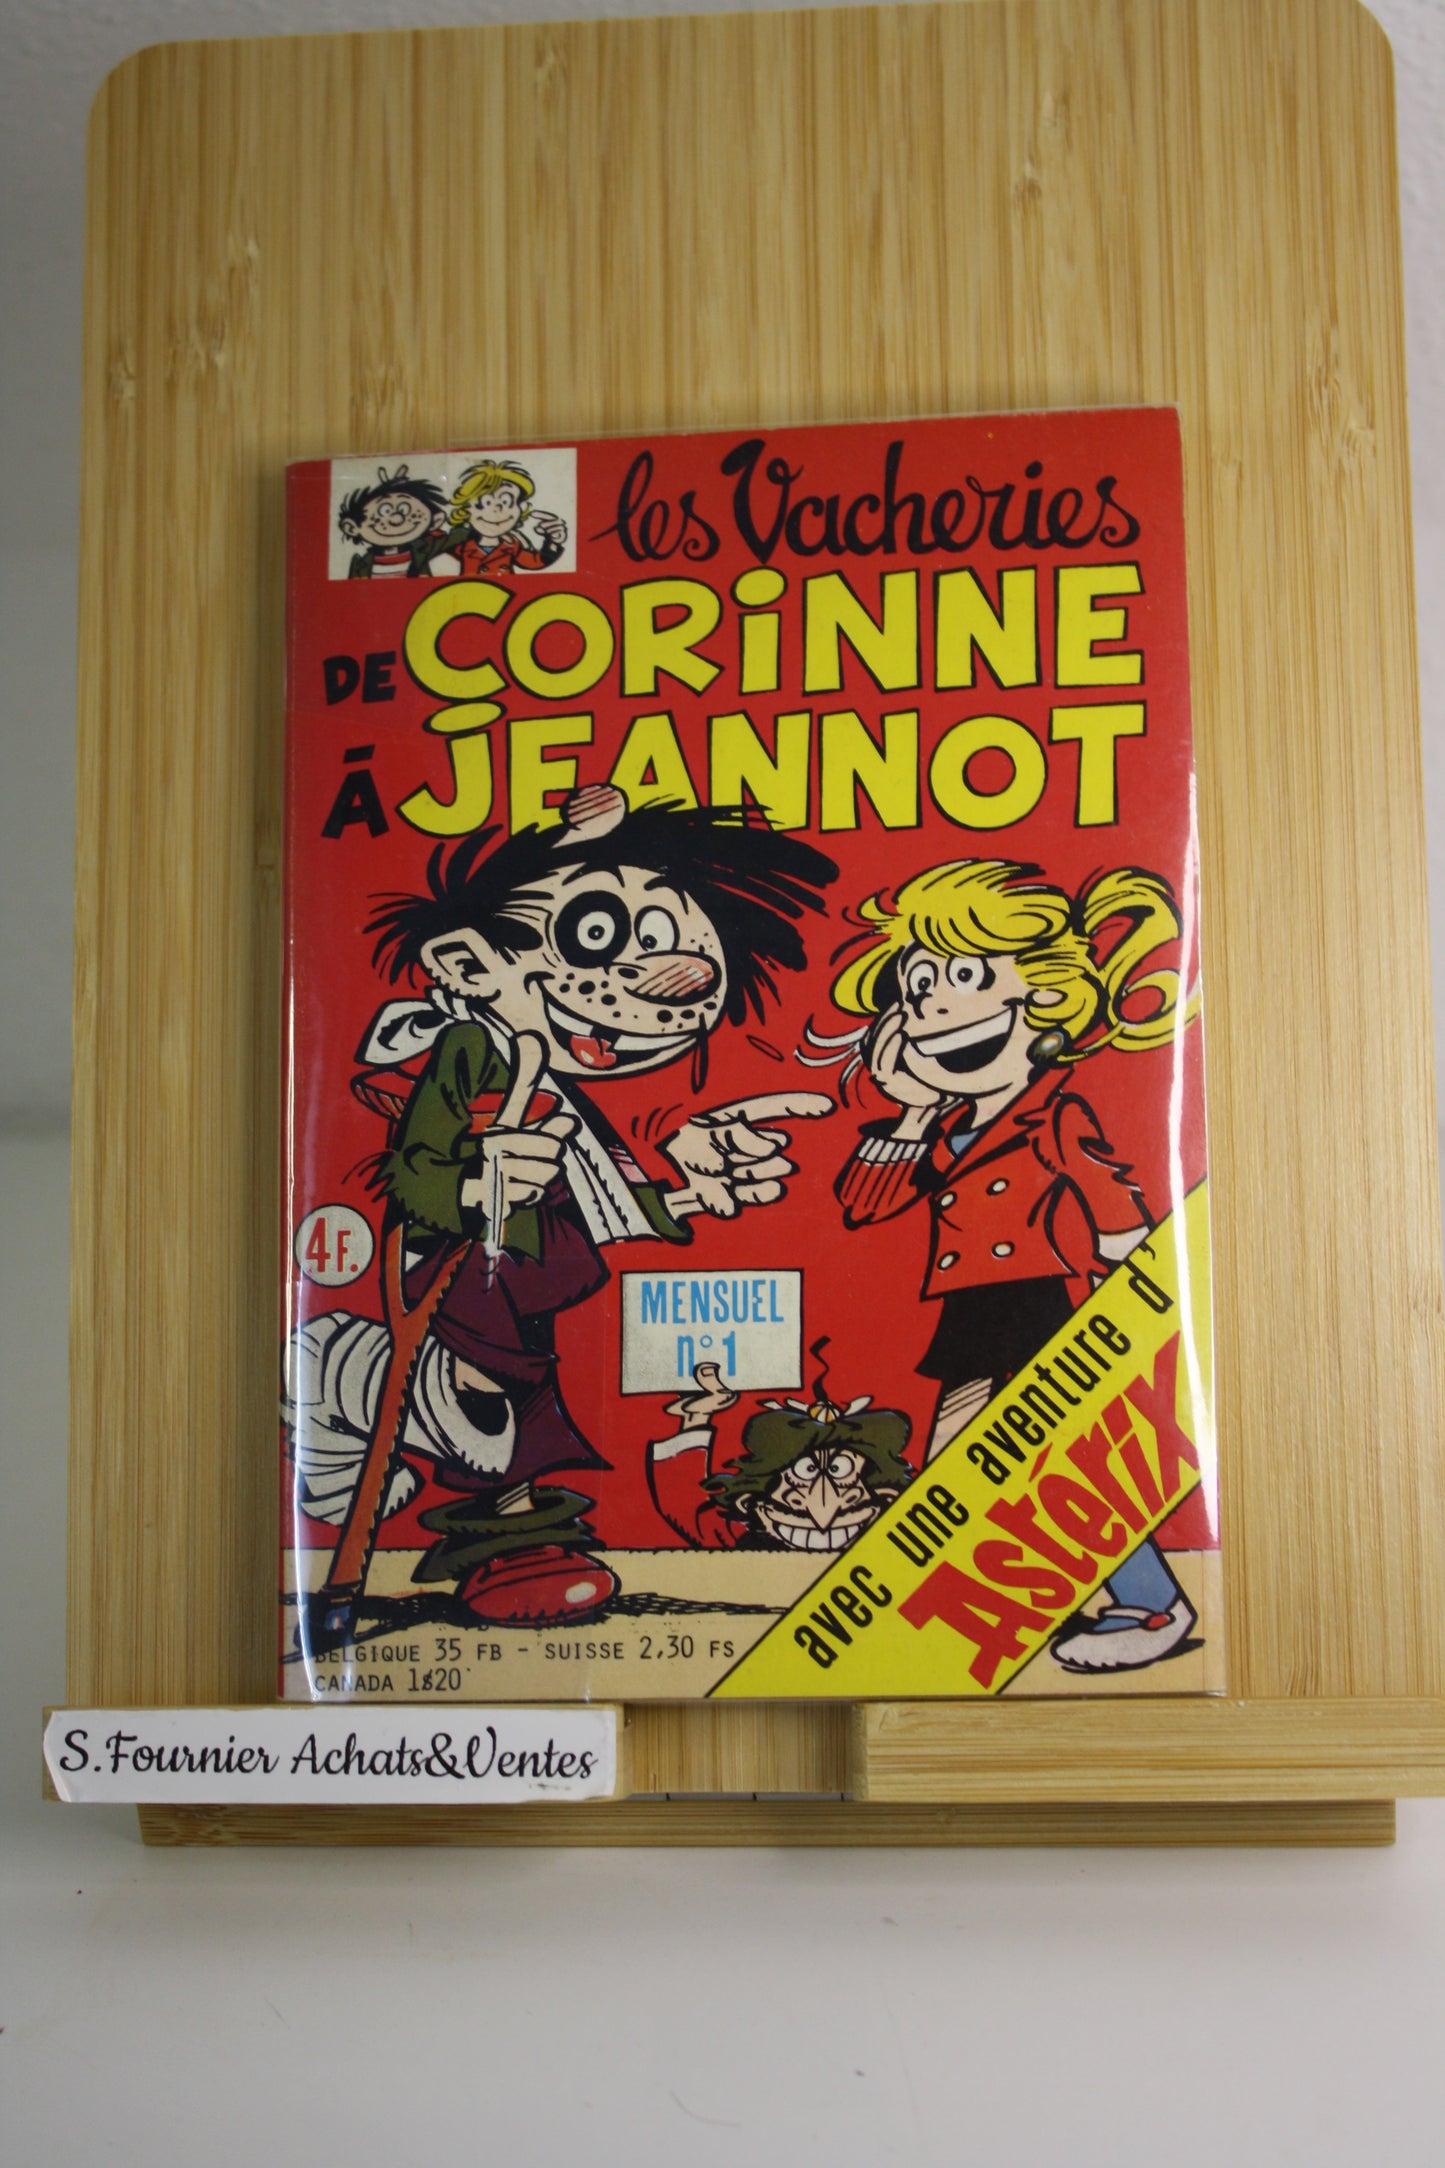 les Vacheries
DE CORiNNE
À JEANNOT
4F.
MENSUEL
n°1
avec une aventure d'
Astérix
BELGIQUE 35 FB - SUISSE 2,30 FS
CANADA 1$20
S.Fournier Achats&Ventes